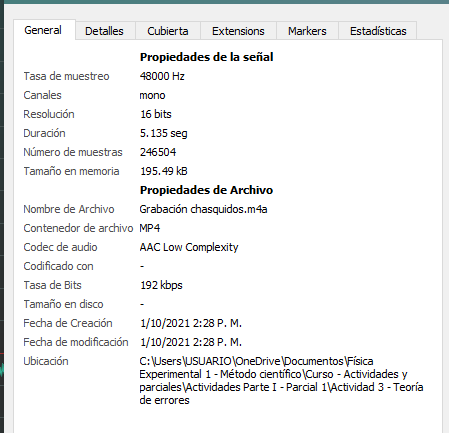 General Detalles Cubierta Extensions Markers Estadísticas
Propiedades de la señal
Tasa de muestreo 48000 Hz
Canales mono
Resolución 16 bits
Duración 5.135 seg
Número de muestras 246504
Tamaño en memoria 195.49 kB
Propiedades de Archivo
Nombre de Archivo Grabación chasquidos.m4a
Contenedor de archivo MP4
Codec de audio AAC Low Complexity
Codificado con -
Tasa de Bits 192 kbps
Tamaño en disco -
Fecha de Creación 1/10/2021 2:28 P. M.
Fecha de modificación 1/10/2021 2:28 P. M.
Ubicación C:\Users\USUARIO\OneDrive\Documentos\Física
Experimental 1 - Método científico\Curso - Actividades y
parciales\Actividades Parte I - Parcial 1\Actividad 3 - Teoría
de errores